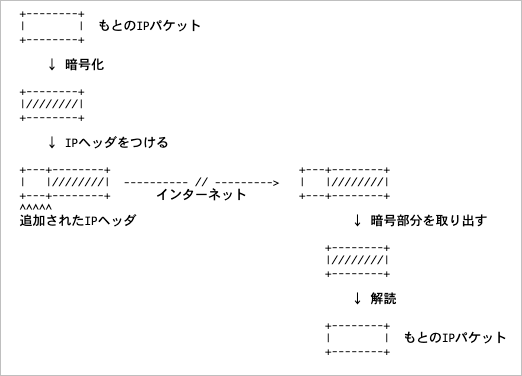 もとのIPパケット
↓ 暗号化
↓ IPヘッダをつける
---------- // --------->
インターネット
^^^^^
追加されたIPヘッダ
↓ 暗号部分を取り出す
↓ 解読
もとのIPパケット